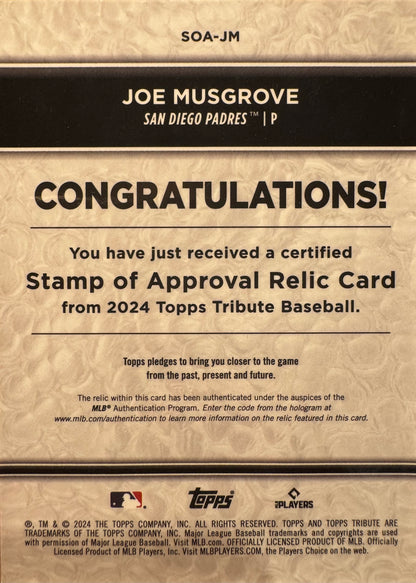 SOA-JM
JOE MUSGROVE
SAN DIEGO PADRES™ | P
CONGRATULATIONS!
You have just received a certified
Stamp of Approval Relic Card
from 2024 Topps Tribute Baseball.
Topps pledges to bring you closer to the game
from the past, present and future.
The relic within this card has been authenticated under the auspices of the
MLB® Authentication Program. Enter the code from the hologram at
www.mlb.com/authentication to learn more information on the relic featured in this card.
Topps
MLB PLAYERS
®, TM & © 2024 THE TOPPS COMPANY, INC. ALL RIGHTS RESERVED. TOPPS AND TOPPS TRIBUTE ARE
TRADEMARKS OF THE TOPPS COMPANY, INC. Major League Baseball trademarks and copyrights are used
with permission of Major League Baseball. Visit MLB.com. OFFICIALLY LICENSED PRODUCT OF MLB. Officially
Licensed Product of MLB Players, Inc. Visit MLBPLAYERS.COM, the Players Choice on the web.